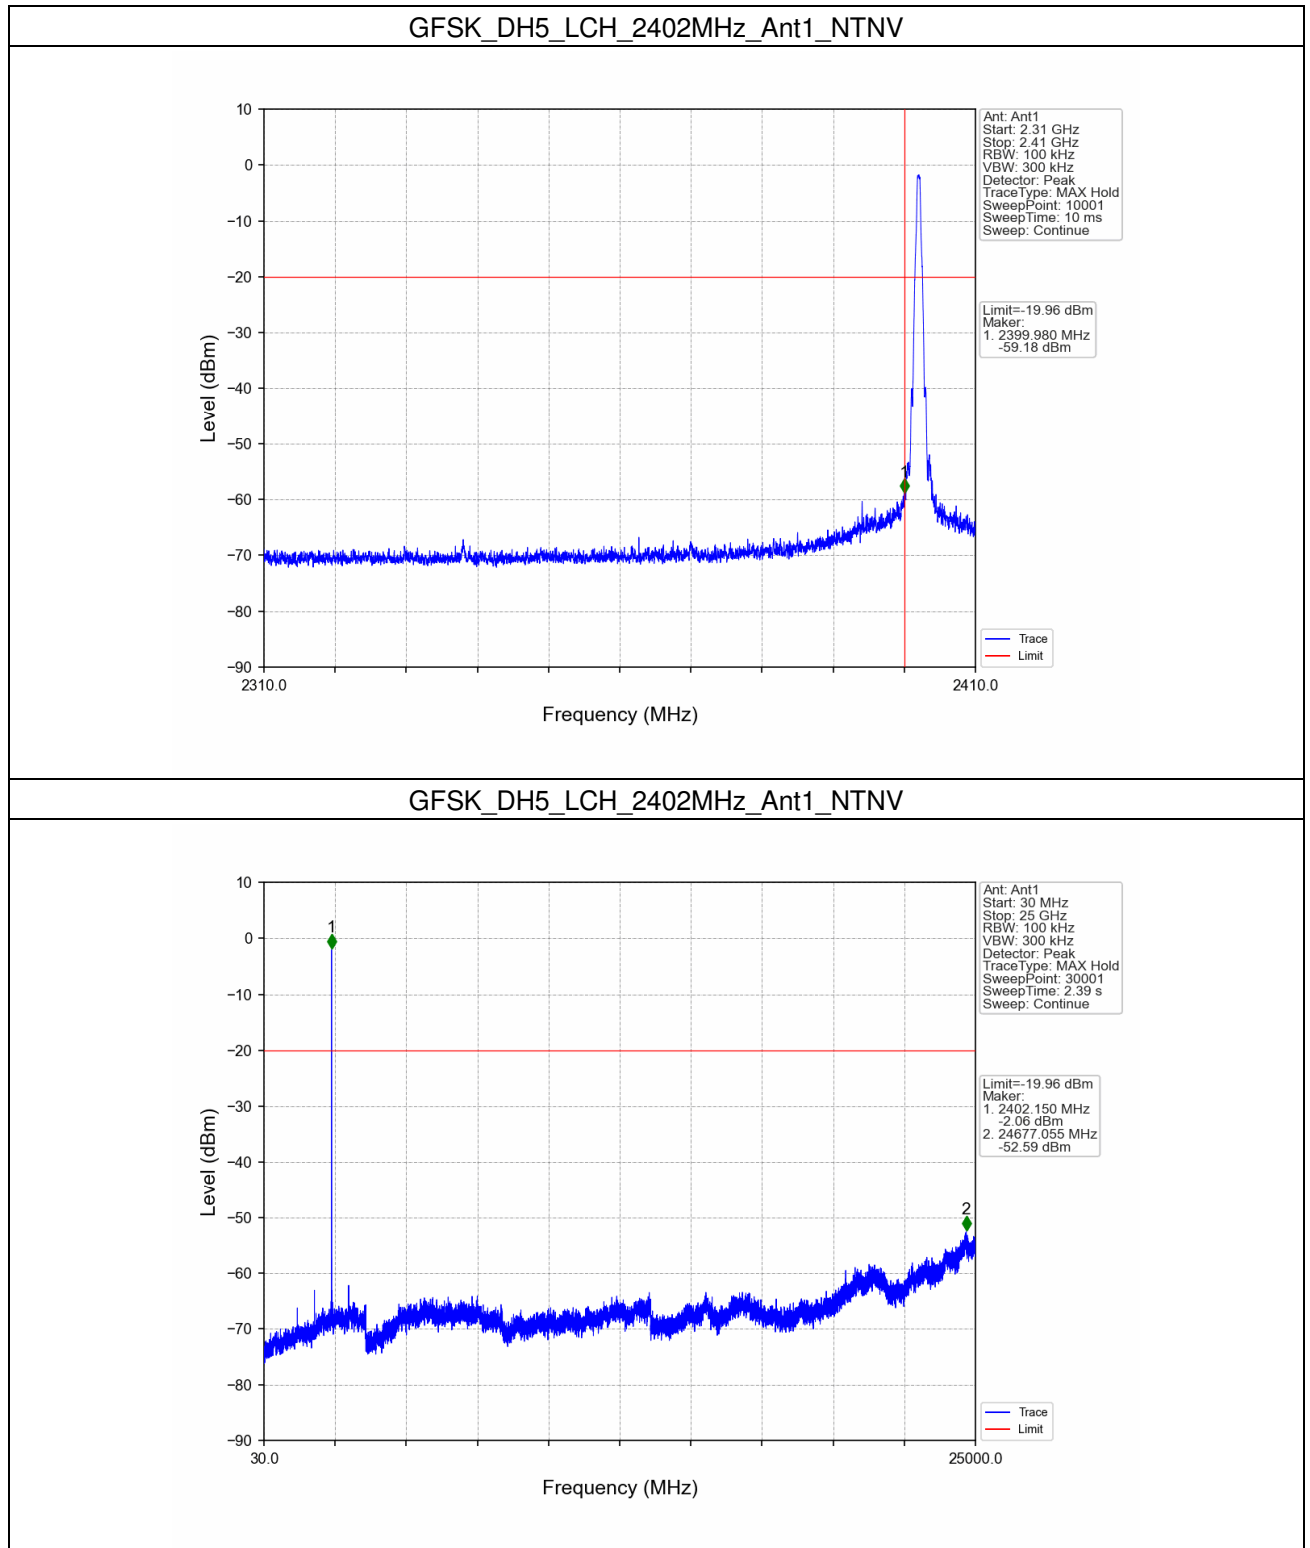 GFSK_DH5_LCH_2402MHz_Ant1_NTNV
10
0
−10
−20
−30
−40
−50
−60
−70
−80
−90
Level (dBm)
2310.0
2410.0
Frequency (MHz)
1
Ant: Ant1
Start: 2.31 GHz
Stop: 2.41 GHz
RBW: 100 kHz
VBW: 300 kHz
Detector: Peak
TraceType: MAX Hold
SweepPoint: 10001
SweepTime: 10 ms
Sweep: Continue
Limit=-19.96 dBm
Maker:
1. 2399.980 MHz
-59.18 dBm
Trace
Limit
GFSK_DH5_LCH_2402MHz_Ant1_NTNV
10
0
−10
−20
−30
−40
−50
−60
−70
−80
−90
Level (dBm)
30.0
25000.0
Frequency (MHz)
1
2
Ant: Ant1
Start: 30 MHz
Stop: 25 GHz
RBW: 100 kHz
VBW: 300 kHz
Detector: Peak
TraceType: MAX Hold
SweepPoint: 30001
SweepTime: 2.39 s
Sweep: Continue
Limit=-19.96 dBm
Maker:
1. 2402.150 MHz
-2.06 dBm
2. 24677.055 MHz
-52.59 dBm
Trace
Limit